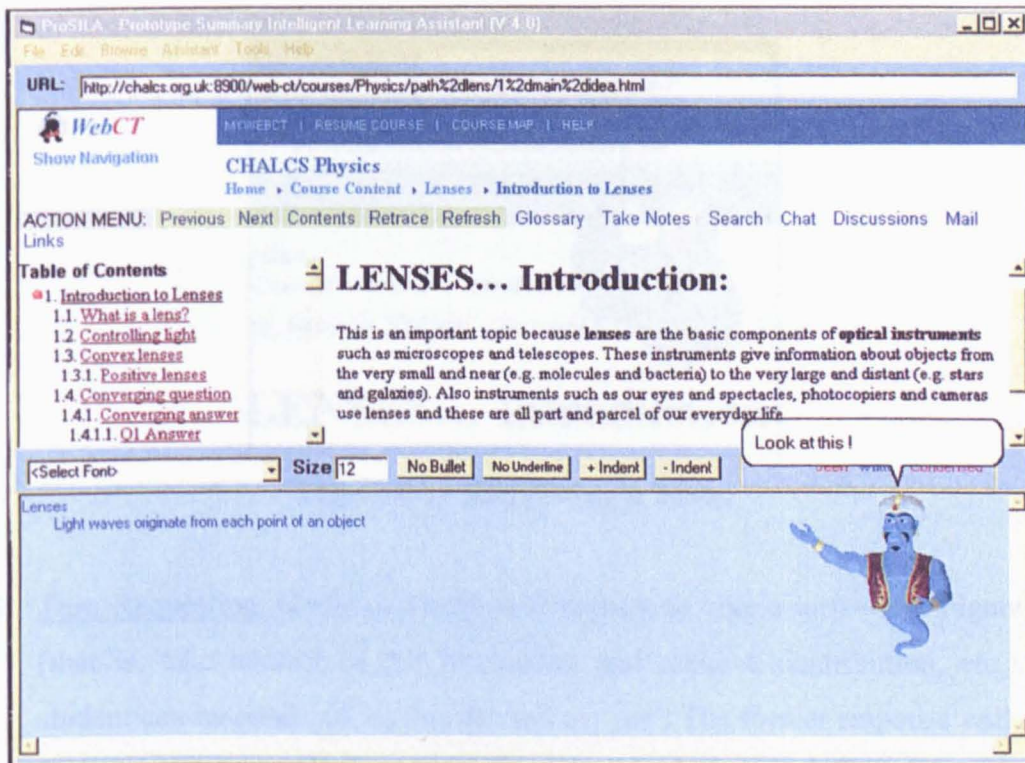 ProSILA - Prototype Summary Intelligent Learning Assistant [V 4.0]
File Edit Browse Assistant Tools Help
URL: http://chalcs.org.uk:8900/web-ct/courses/Physics/path%2dlens/1%2dmain%2didea.html
WebCT MYWEBCT | RESUME COURSE | COURSE MAP | HELP
Show Navigation
CHALCS Physics
Home › Course Content › Lenses › Introduction to Lenses
ACTION MENU: Previous Next Contents Retrace Refresh Glossary Take Notes Search Chat Discussions Mail
Links
Table of Contents
1. Introduction to Lenses
1.1. What is a lens?
1.2. Controlling light
1.3. Convex lenses
1.3.1. Positive lenses
1.4. Converging question
1.4.1. Converging answer
1.4.1.1. Q1 Answer
LENSES... Introduction:
This is an important topic because lenses are the basic components of optical instruments
such as microscopes and telescopes. These instruments give information about objects from
the very small and near (e.g. molecules and bacteria) to the very large and distant (e.g. stars
and galaxies). Also instruments such as our eyes and spectacles, photocopiers and cameras
use lenses and these are all part and parcel of our everyday life.
Look at this !
<Select Font> Size 12 No Bullet No Underline + Indent - Indent
Lenses
Light waves originate from each point of an object